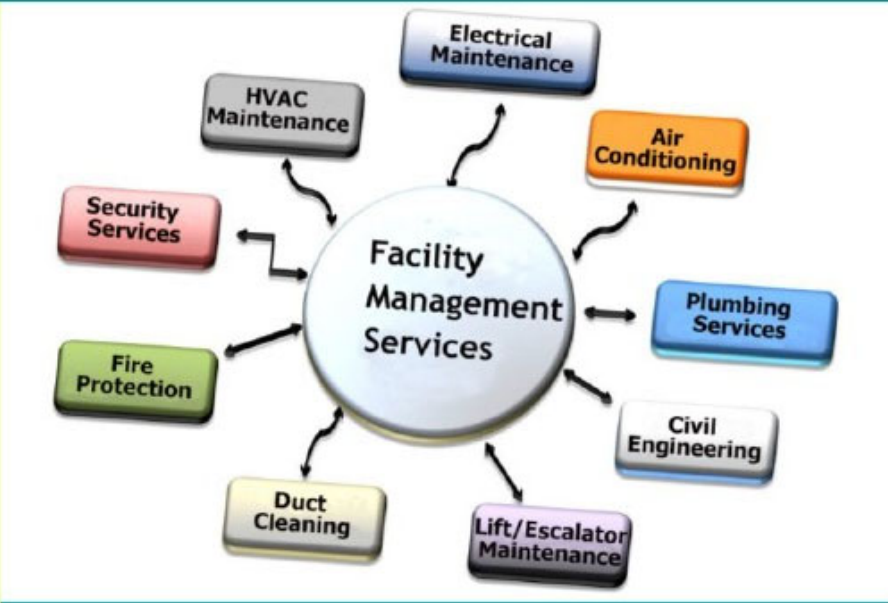 Electrical
Maintenance
HVAC
Maintenance
Air
Conditioning
Security
Services
Facility
Management
Services
Plumbing
Services
Fire
Protection
Civil
Engineering
Duct
Cleaning
Lift/Escalator
Maintenance